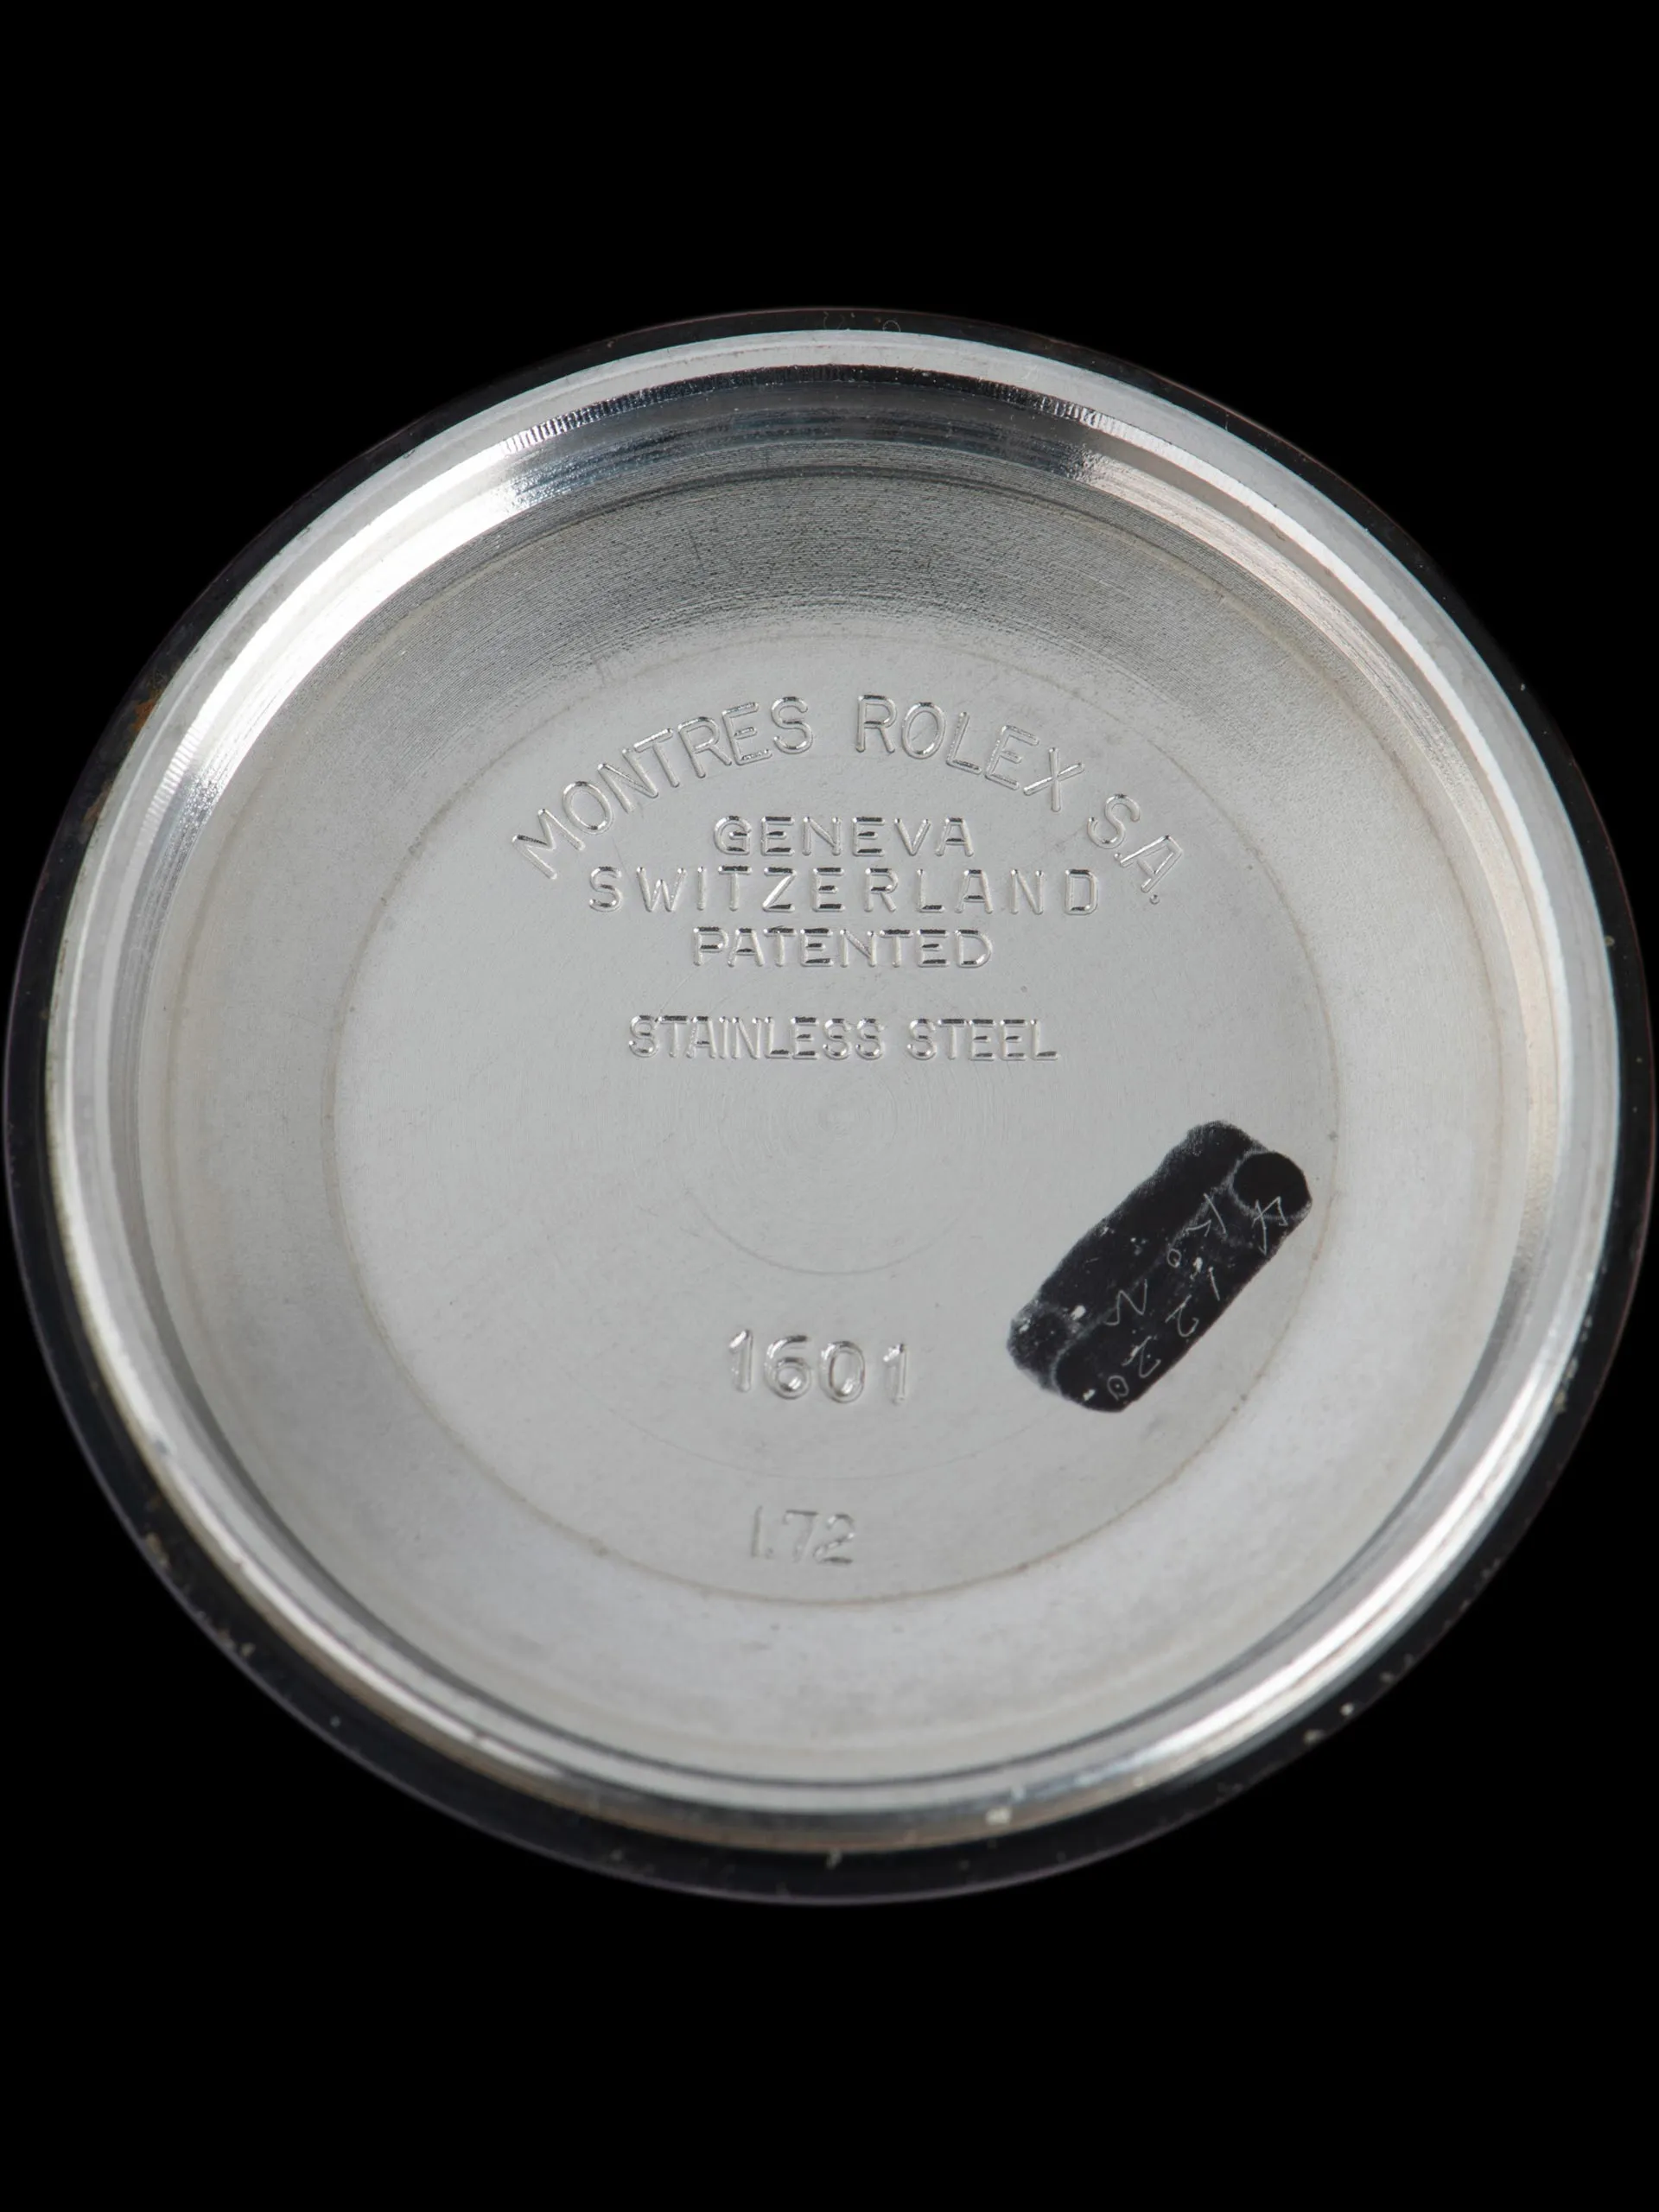 MONTRES ROLEX S.A.
GENEVA
SWITZERLAND
PATENTED
STAINLESS STEEL
1601
I.72